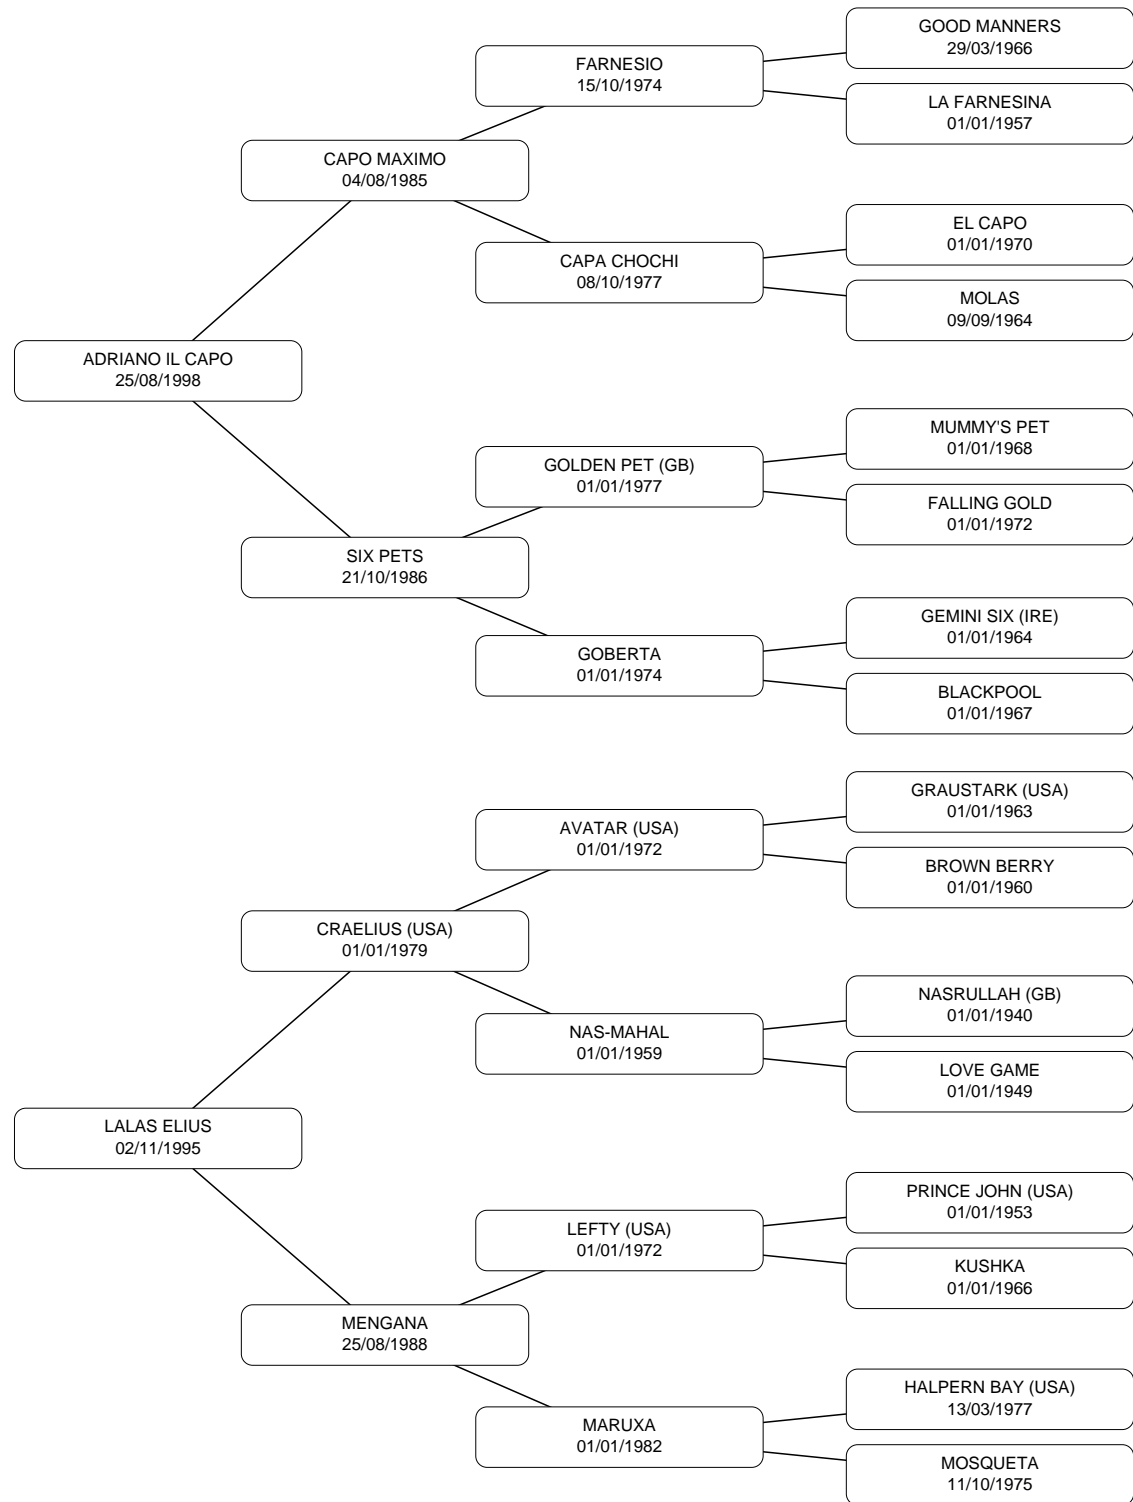 GOOD MANNERS
29/03/1966
FARNESIO
15/10/1974
LA FARNESINA
01/01/1957
CAPO MAXIMO
04/08/1985
EL CAPO
01/01/1970
CAPA CHOCHI
08/10/1977
MOLAS
09/09/1964
ADRIANO IL CAPO
25/08/1998
MUMMY'S PET
01/01/1968
GOLDEN PET (GB)
01/01/1977
FALLING GOLD
01/01/1972
SIX PETS
21/10/1986
GEMINI SIX (IRE)
01/01/1964
GOBERTA
01/01/1974
BLACKPOOL
01/01/1967
GRAUSTARK (USA)
01/01/1963
AVATAR (USA)
01/01/1972
BROWN BERRY
01/01/1960
CRAELIUS (USA)
01/01/1979
NASRULLAH (GB)
01/01/1940
NAS-MAHAL
01/01/1959
LOVE GAME
01/01/1949
LALAS ELIUS
02/11/1995
PRINCE JOHN (USA)
01/01/1953
LEFTY (USA)
01/01/1972
KUSHKA
01/01/1966
MENGANA
25/08/1988
HALPERN BAY (USA)
13/03/1977
MARUXA
01/01/1982
MOSQUETA
11/10/1975